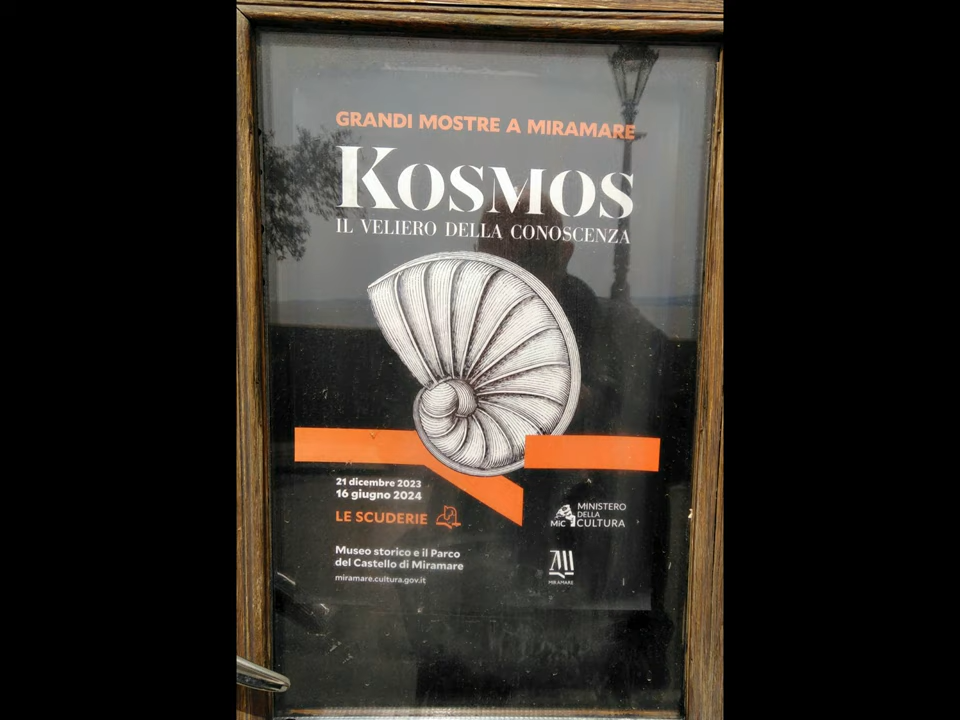 GRANDI MOSTRE A MIRAMARE
KOSMOS
IL VELIERO DELLA CONOSCENZA
21 dicembre 2023
16 giugno 2024
LE SCUDERIE
Museo storico e il Parco
del Castello di Miramare
miramare.cultura.gov.it
MiC
MINISTERO
DELLA
CULTURA
MIRAMARE